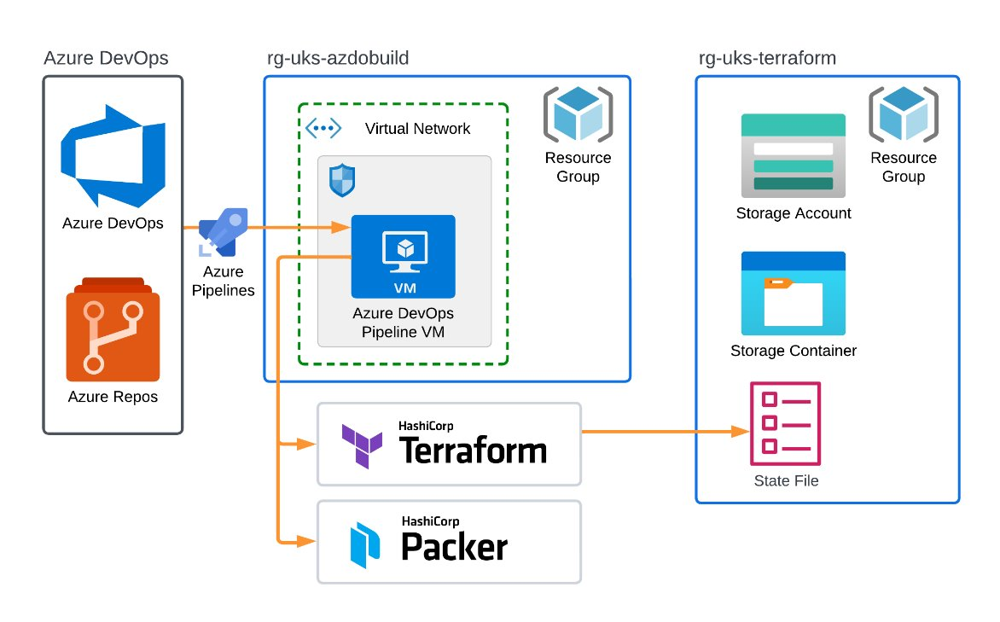 Azure DevOps
rg-uks-azdobuild
rg-uks-terraform
Azure DevOps
Azure Repos
Azure
Pipelines
Virtual Network
VM
Azure DevOps
Pipeline VM
Resource
Group
HashiCorp
Terraform
HashiCorp
Packer
Storage Account
Resource
Group
Storage Container
State File